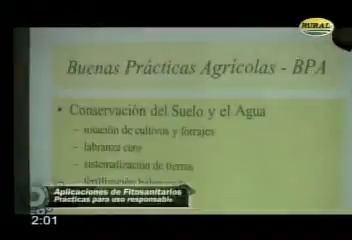 RURAL
Buenas Prácticas Agrícolas - BPA
• Conservación del Suelo y el Agua
– rotación de cultivos y forrajes
– labranza cero
– sistematización de tierras
– fertilización
Aplicaciones de Fitosanitarios
Prácticas para uso responsable
2:01